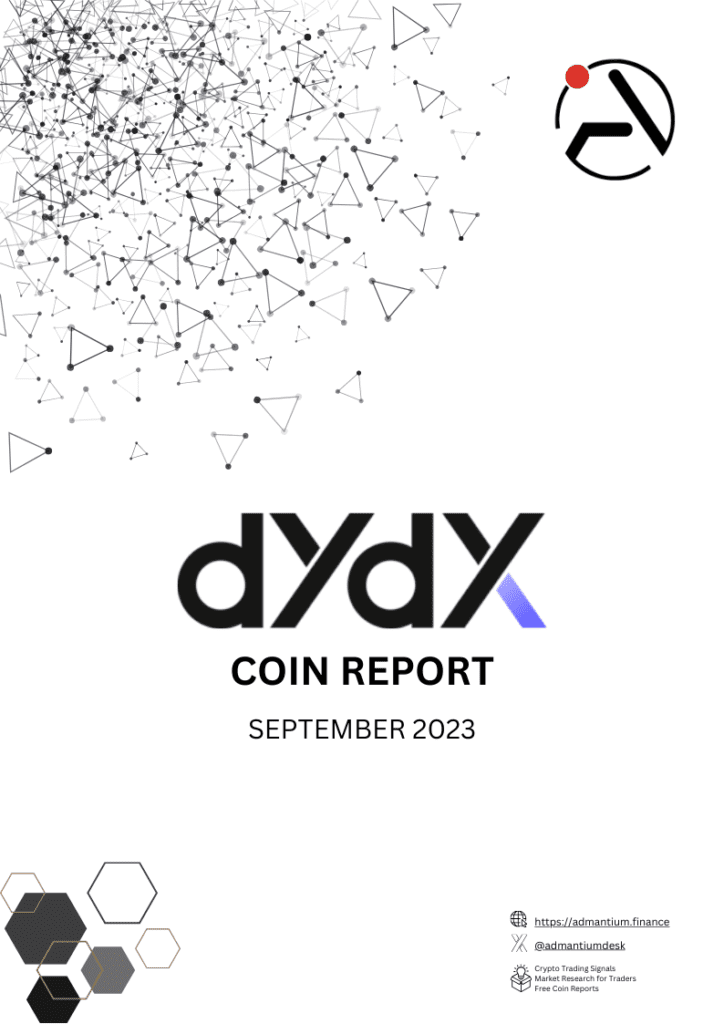 dYdX
COIN REPORT
SEPTEMBER 2023
https://admantium.finance
@admantiumdesk
Crypto Trading Signals
Market Research for Traders
Free Coin Reports